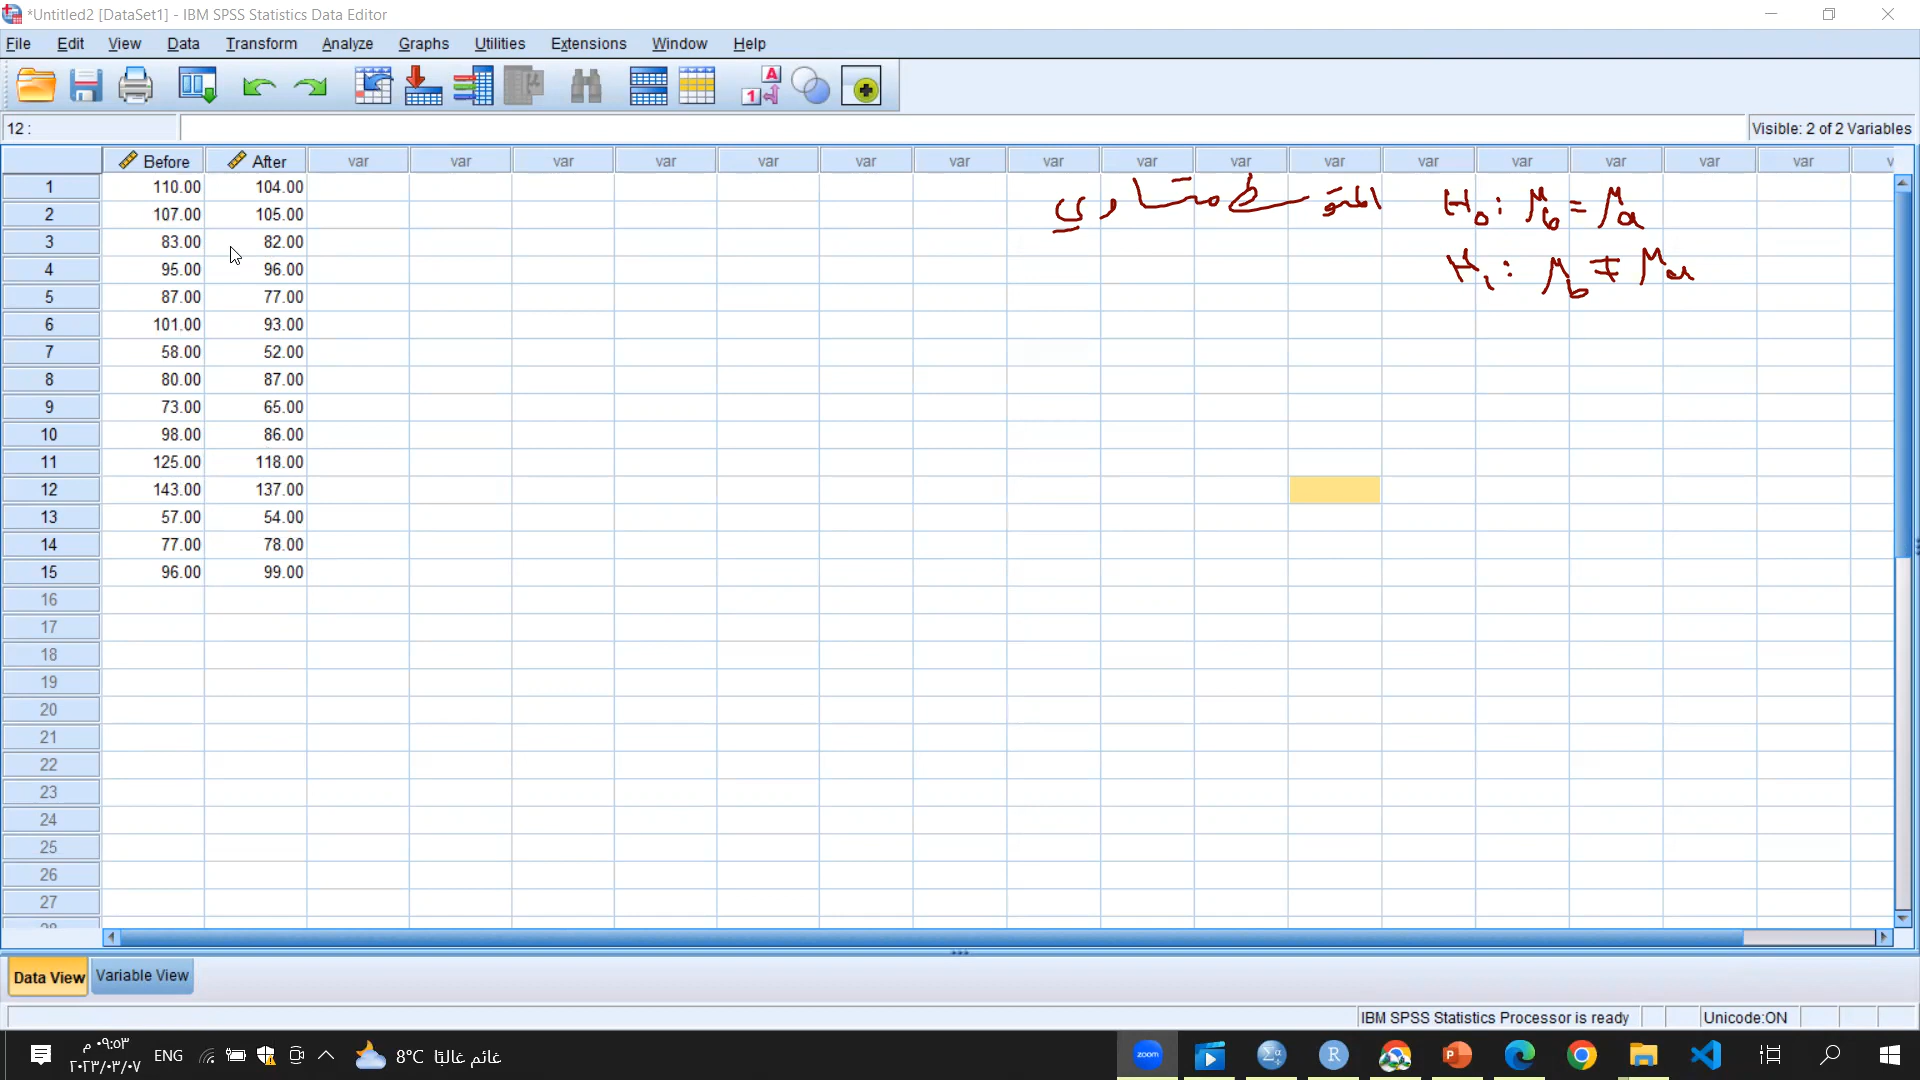 *Untitled2 [DataSet1] - IBM SPSS Statistics Data Editor
File Edit View Data Transform Analyze Graphs Utilities Extensions Window Help
12 :
Visible: 2 of 2 Variables
Before After var var var var var var var var var var var var var var var var
1 110.00 104.00
2 107.00 105.00
3 83.00 82.00
4 95.00 96.00
5 87.00 77.00
6 101.00 93.00
7 58.00 52.00
8 80.00 87.00
9 73.00 65.00
10 98.00 86.00
11 125.00 118.00
12 143.00 137.00
13 57.00 54.00
14 77.00 78.00
15 96.00 99.00
16
17
18
19
20
21
22
23
24
25
26
27
28
المتوسط متساوي
H₀: μb = μa
H₁: μb ≠ μa
Data View Variable View
IBM SPSS Statistics Processor is ready Unicode:ON
٠٩:٥٣ م
٢٠٢٣/٠٣/٠٧
ENG
8°C غائم غالبًا
zoom